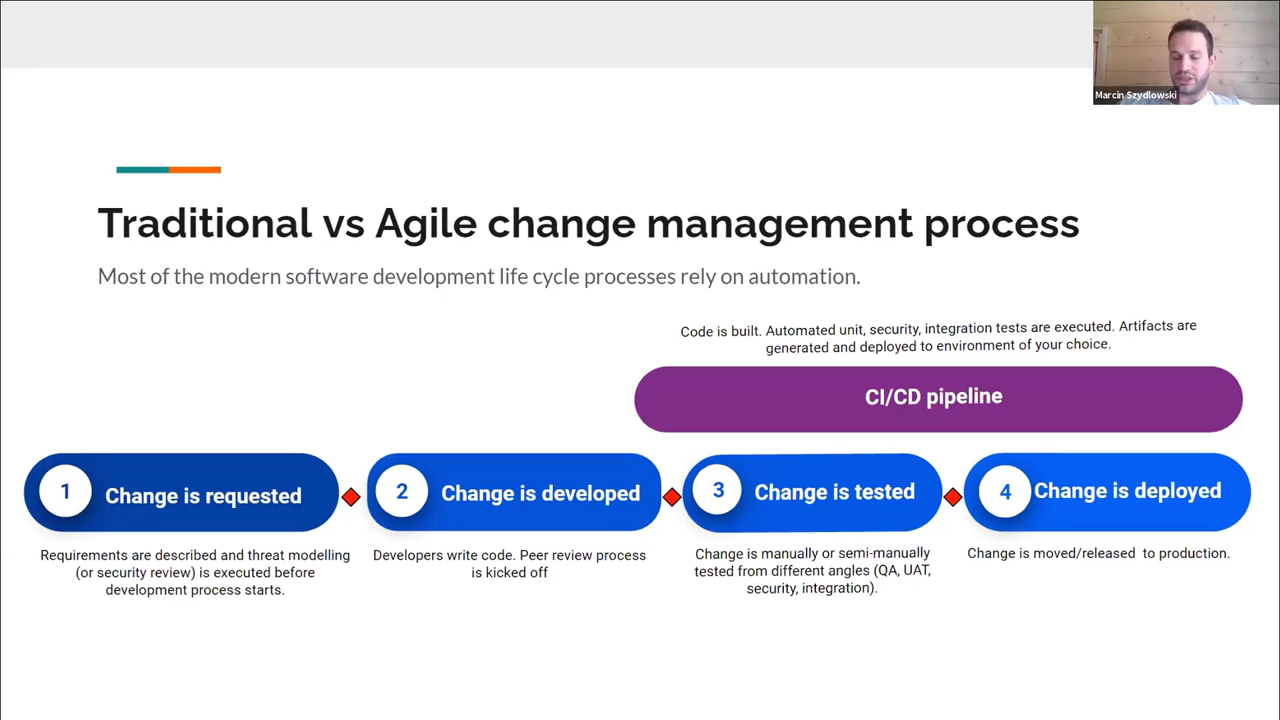 Marcin Szydlowski
Traditional vs Agile change management process
Most of the modern software development life cycle processes rely on automation.
Code is built. Automated unit, security, integration tests are executed. Artifacts are
generated and deployed to environment of your choice.
CI/CD pipeline
1 Change is requested
2 Change is developed
3 Change is tested
4 Change is deployed
Requirements are described and threat modelling
(or security review) is executed before
development process starts.
Developers write code. Peer review process
is kicked off
Change is manually or semi-manually
tested from different angles (QA, UAT,
security, integration).
Change is moved/released to production.